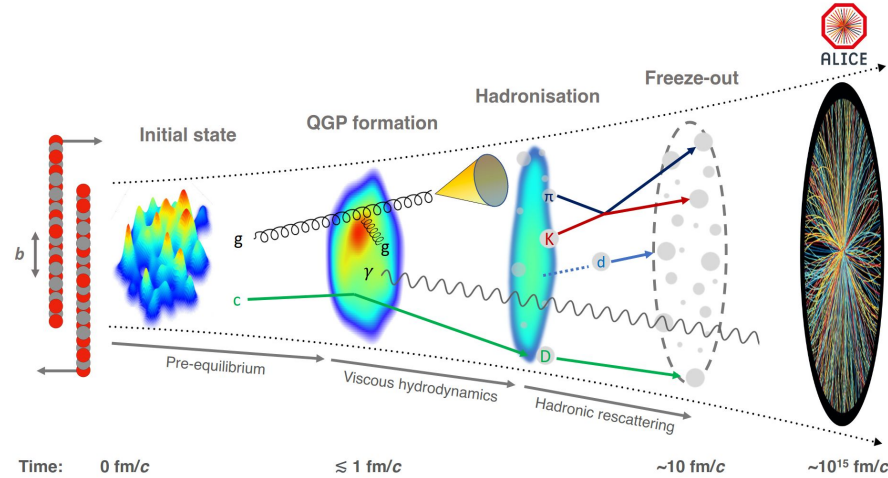 ALICE
Freeze-out
Hadronisation
QGP formation
Initial state
b
g
g
γ
c
π
K
d
D
Pre-equilibrium
Viscous hydrodynamics
Hadronic rescattering
Time: 0 fm/c ≲ 1 fm/c ~10 fm/c ~10¹⁵ fm/c